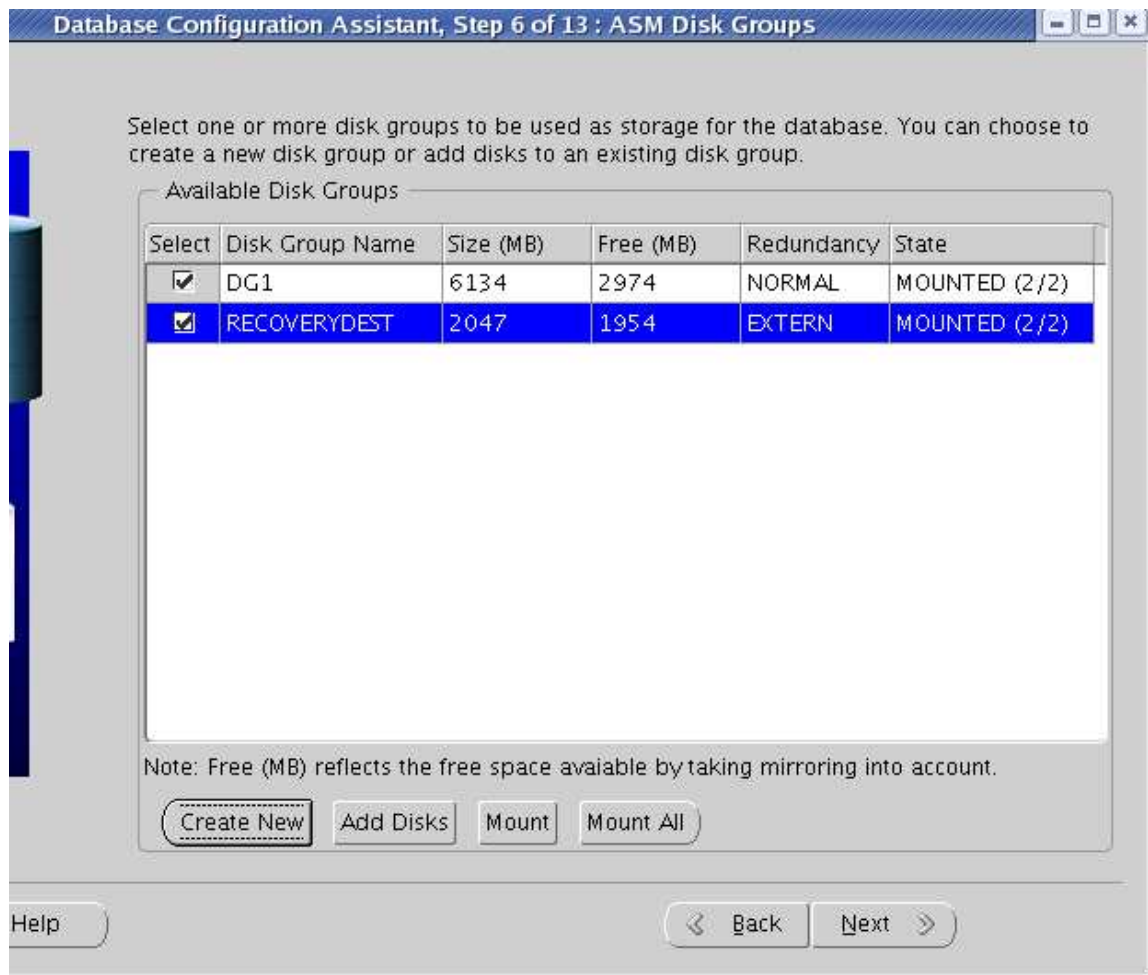 Database Configuration Assistant, Step 6 of 13 : ASM Disk Groups
Select one or more disk groups to be used as storage for the database. You can choose to
create a new disk group or add disks to an existing disk group.
Available Disk Groups
Select Disk Group Name Size (MB) Free (MB) Redundancy State
DG1 6134 2974 NORMAL MOUNTED (2/2)
RECOVERYDEST 2047 1954 EXTERN MOUNTED (2/2)
Note: Free (MB) reflects the free space avaiable by taking mirroring into account.
Create New Add Disks Mount Mount All
Help Back Next